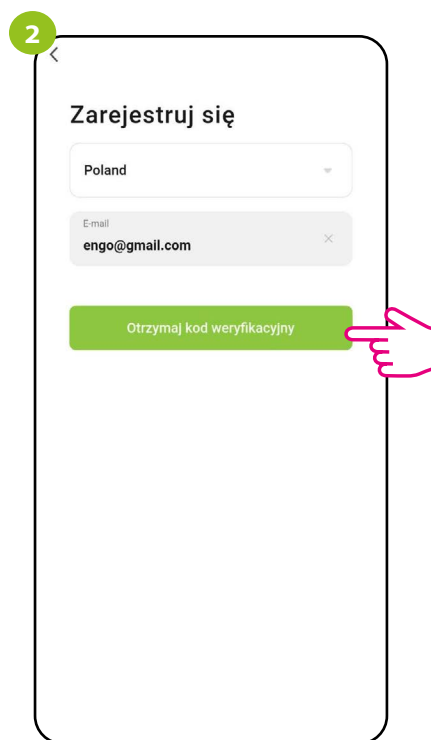 2
Zarejestruj się
Poland
E-mail
engo@gmail.com
Otrzymaj kod weryfikacyjny